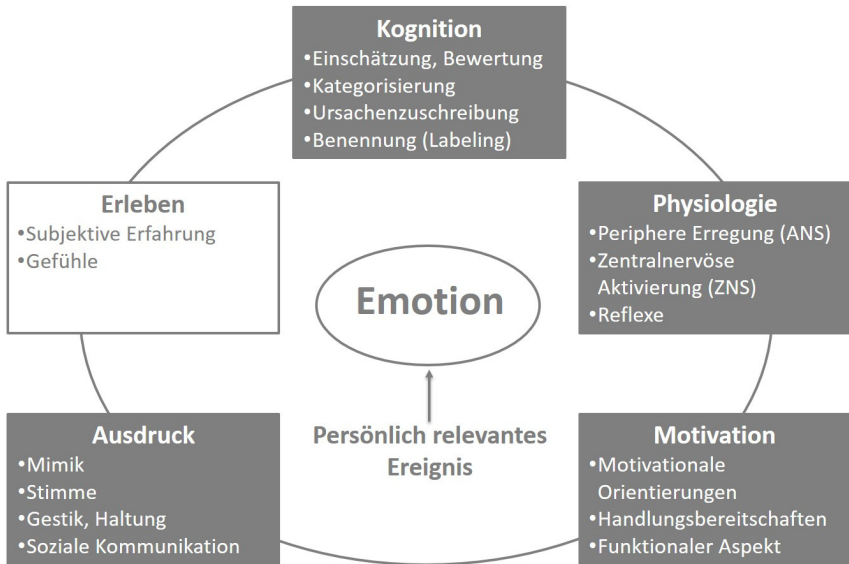 Kognition
•Einschätzung, Bewertung
•Kategorisierung
•Ursachenzuschreibung
•Benennung (Labeling)
Erleben
•Subjektive Erfahrung
•Gefühle
Physiologie
•Periphere Erregung (ANS)
•Zentralnervöse
Aktivierung (ZNS)
•Reflexe
Emotion
Persönlich relevantes
Ereignis
Ausdruck
•Mimik
•Stimme
•Gestik, Haltung
•Soziale Kommunikation
Motivation
•Motivationale
Orientierungen
•Handlungsbereitschaften
•Funktionaler Aspekt